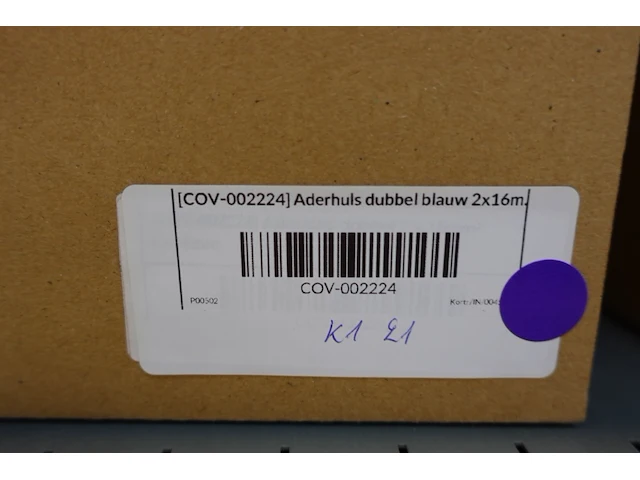 [COV-002224] Aderhuls dubbel blauw 2x16m.
COV-002224
P00502
K1 21